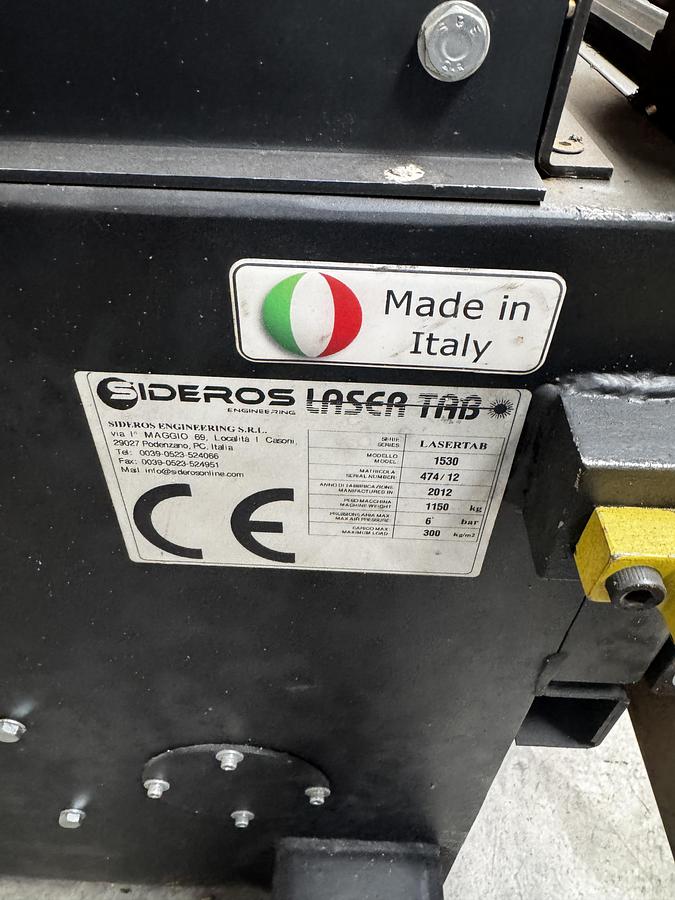 Made in
Italy
SIDEROS
ENGINEERING
LASER TAB
SIDEROS ENGINEERING S.R.L.
via I° MAGGIO 69, Località I Casoni,
29027 Podenzano, PC, Italia
Tel: 0039-0523-524066
Fax: 0039-0523-524951
Mail: info@siderosonline.com
CE
SERIE
SERIES LASERTAB
MODELLO
MODEL 1530
MATRICOLA
SERIAL NUMBER 474/12
ANNO DI FABBRICAZIONE
MANUFACTURED IN 2012
PESO MACCHINA
MACHINE WEIGHT 1150 kg
PRESSIONE ARIA MAX
MAX AIR PRESSURE 6 bar
CARICO MAX
MAXIMUM LOAD 300 kg/m2